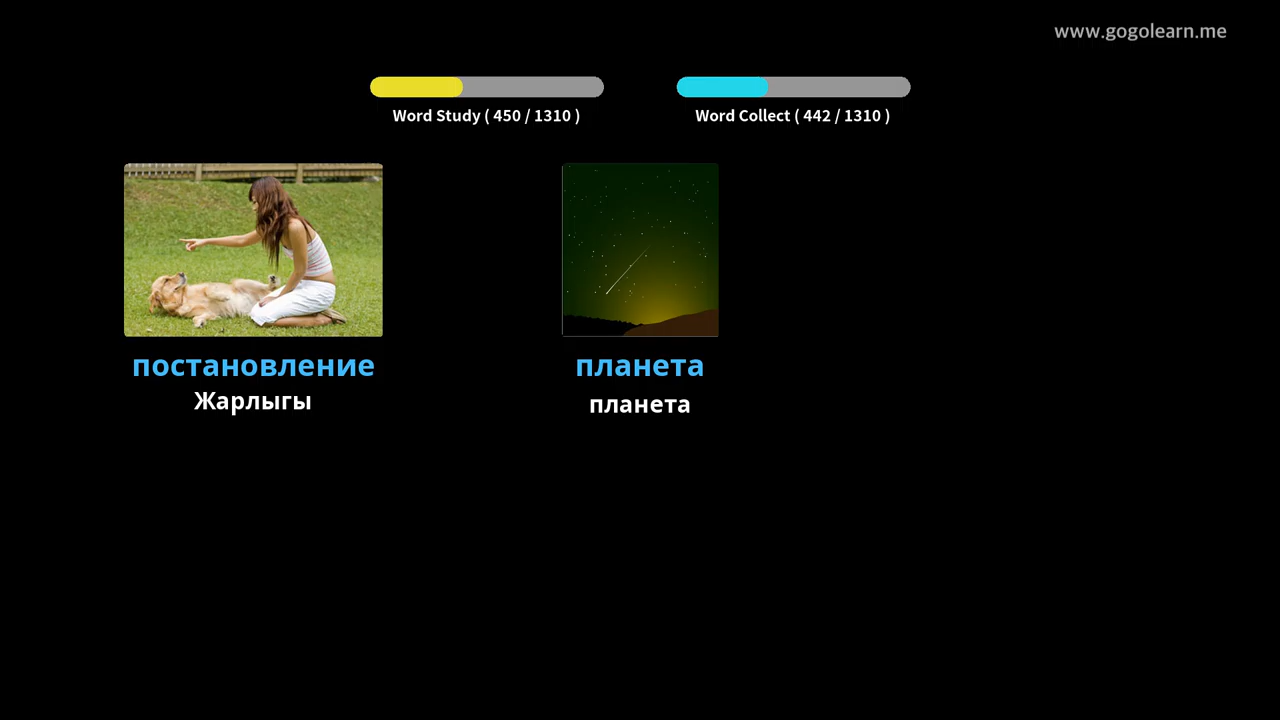 www.gogolearn.me
Word Study ( 450 / 1310 )
Word Collect ( 442 / 1310 )
постановление
Жарлыгы
планета
планета